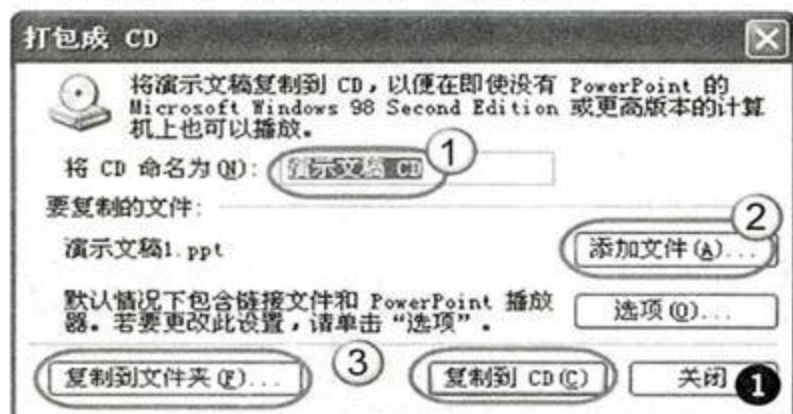 打包成 CD
将演示文稿复制到 CD，以便在即使没有 PowerPoint 的
Microsoft Windows 98 Second Edition 或更高版本的计算
机上也可以播放。
将 CD 命名为(N): 演示文稿 CD
①
要复制的文件:
②
演示文稿1.ppt
添加文件(A)...
默认情况下包含链接文件和 PowerPoint 播放
器。若要更改此设置，请单击“选项”。
选项(O)...
复制到文件夹(F)...
③
复制到 CD(C)
关闭
❶